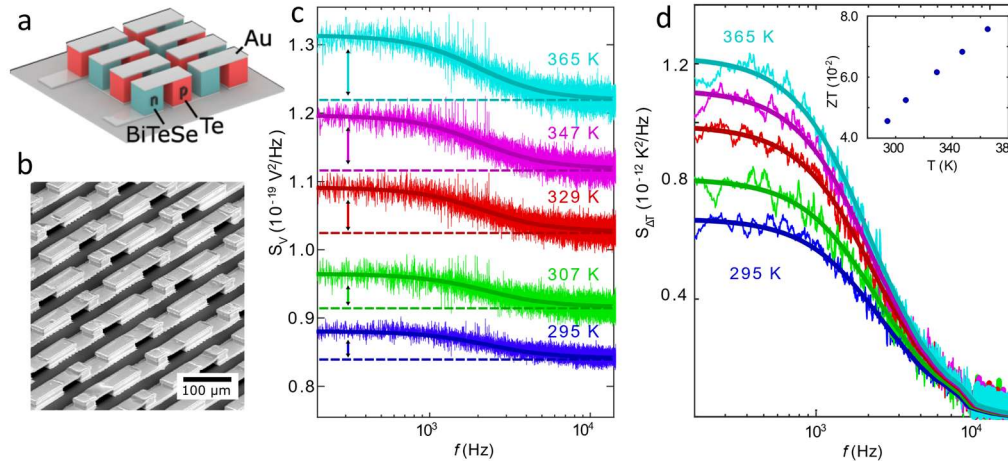 a
Au
n
p
BiTeSe
Te
b
100 μm
c
S_V (10⁻¹⁹ V²/Hz)
1.3
1.2
1.1
1.0
0.9
0.8
365 K
347 K
329 K
307 K
295 K
10³
10⁴
f (Hz)
d
S_ΔT (10⁻¹² K²/Hz)
1.2
0.8
0.4
365 K
295 K
10³
10⁴
f (Hz)
ZT (10⁻²)
8.0
6.0
4.0
300
340
T (K)